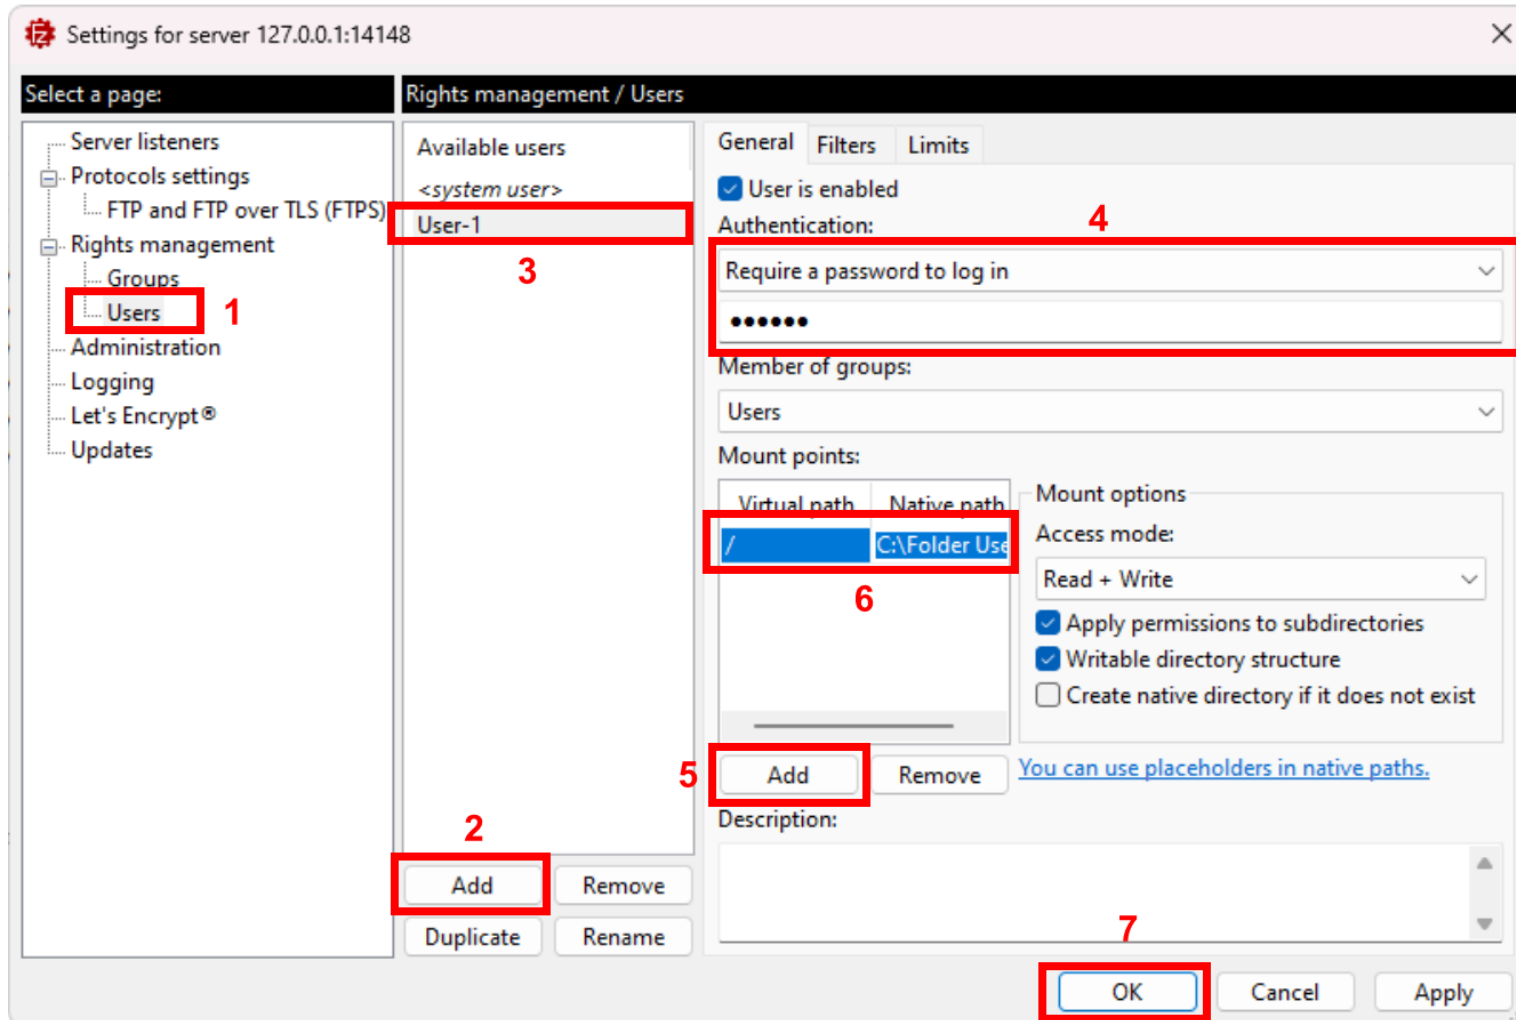 Settings for server 127.0.0.1:14148
Select a page:
Server listeners
Protocols settings
FTP and FTP over TLS (FTPS)
Rights management
Groups
Users
1
Administration
Logging
Let's Encrypt®
Updates
Rights management / Users
Available users
<system user>
User-1
3
2
Add
Remove
Duplicate
Rename
General
Filters
Limits
User is enabled
Authentication:
4
Require a password to log in
••••••
Member of groups:
Users
Mount points:
Virtual path
Native path
/
C:\Folder Use
6
Mount options
Access mode:
Read + Write
Apply permissions to subdirectories
Writable directory structure
Create native directory if it does not exist
5
Add
Remove
You can use placeholders in native paths.
Description:
7
OK
Cancel
Apply